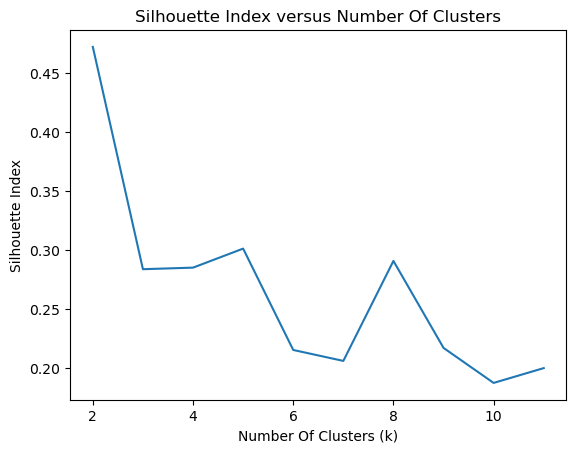 Silhouette Index versus Number Of Clusters
Silhouette Index
0.45
0.40
0.35
0.30
0.25
0.20
2 4 6 8 10
Number Of Clusters (k)